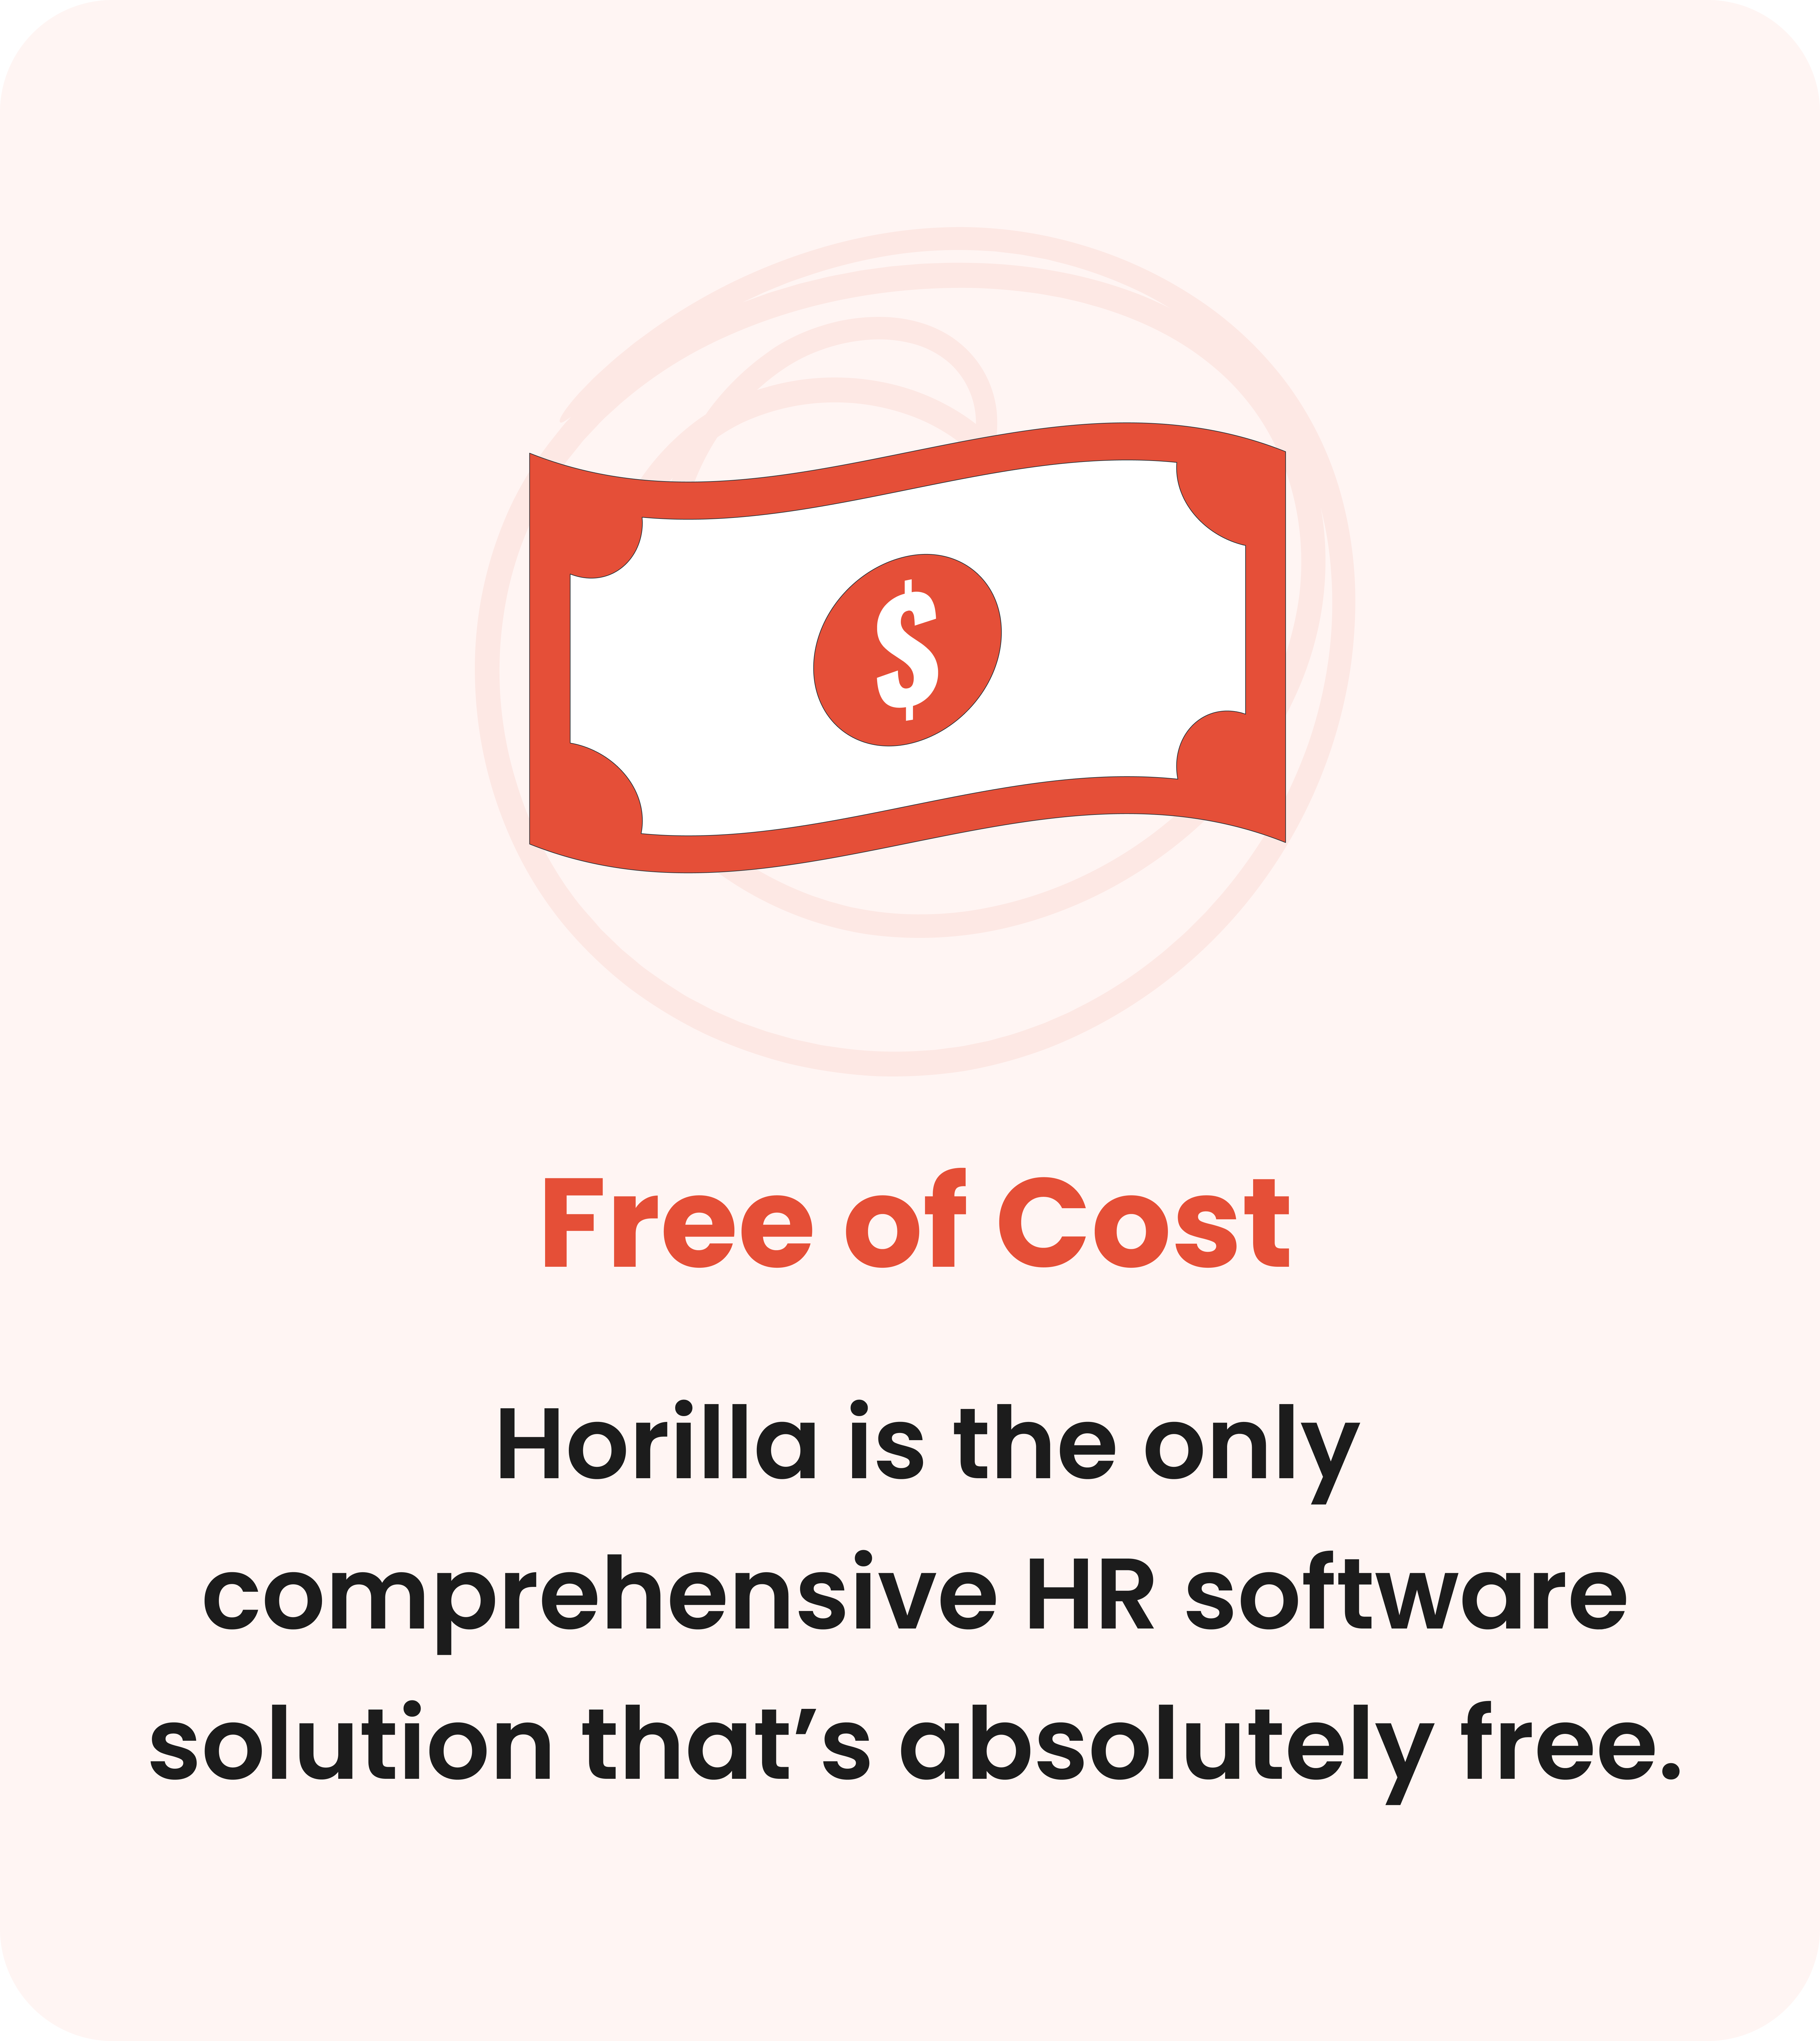 $
Free of Cost
Horilla is the only
comprehensive HR software
solution that’s absolutely free.